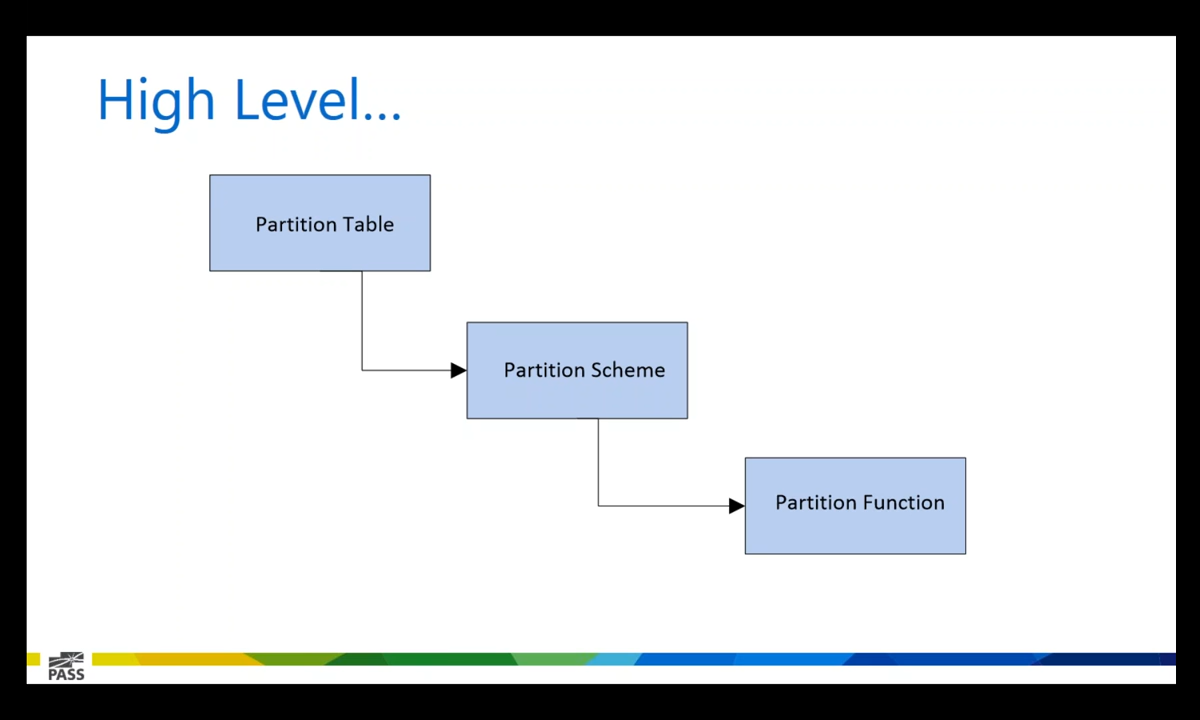 High Level...
Partition Table
Partition Scheme
Partition Function
PASS